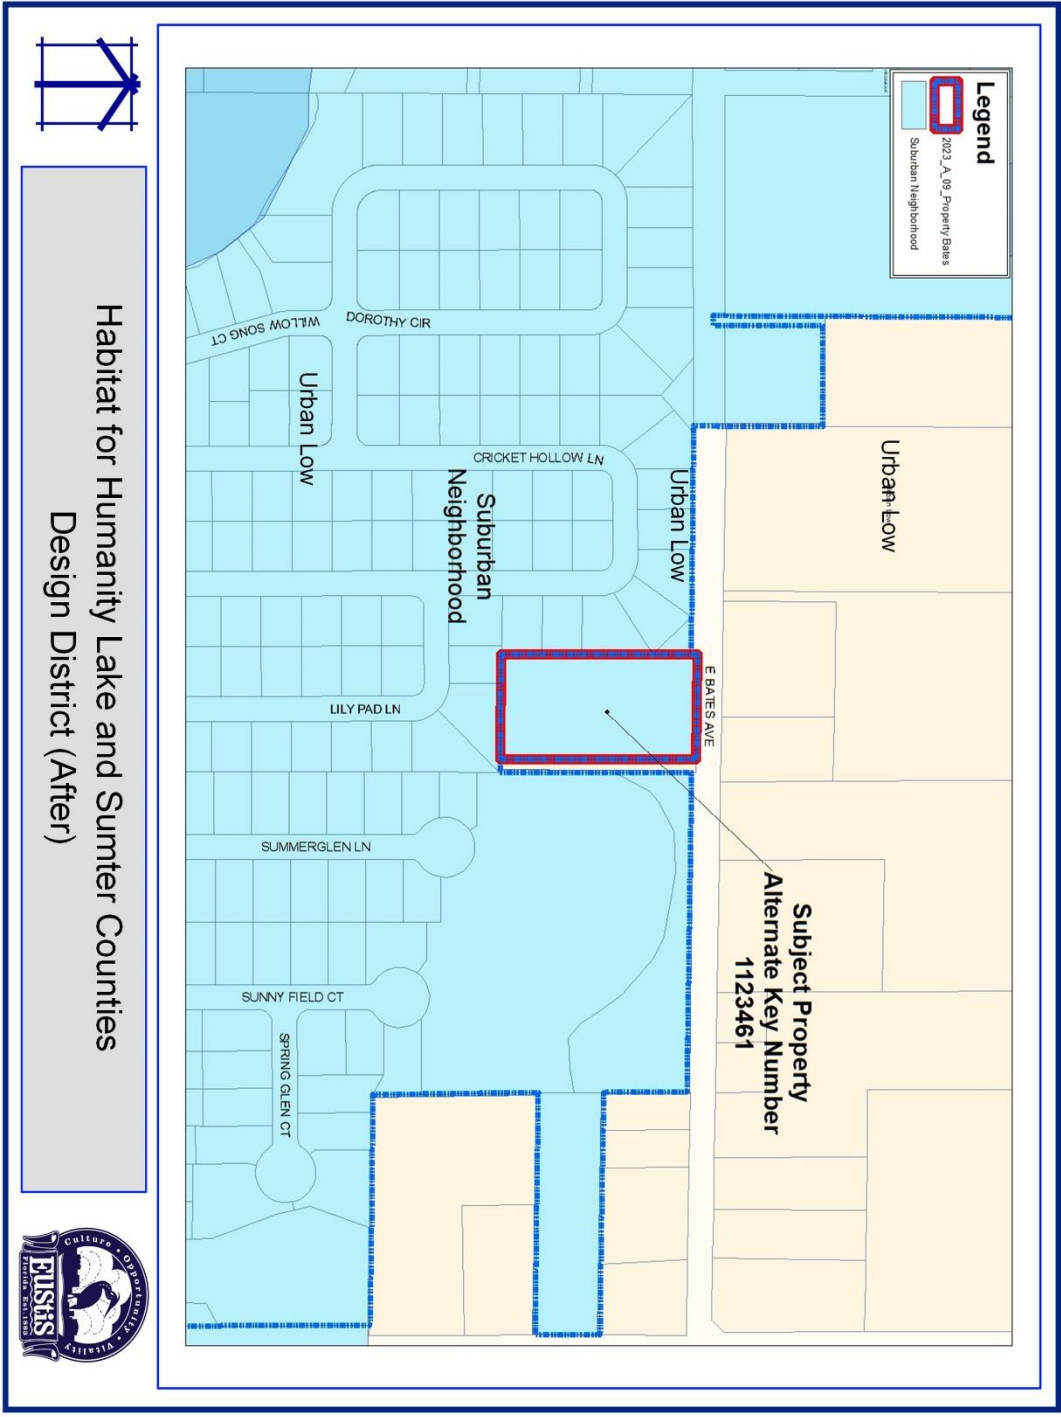 Legend
2023_A_09_Property Bates
Suburban Neighborhood
Urban Low
Urban Low
E BATES AVE
Subject Property
Alternate Key Number
1123461
DOROTHY CIR
WILLOW SONG CT
Urban Low
CRICKET HOLLOW LN
Suburban
Neighborhood
LILY PAD LN
SUMMERGLEN LN
SUNNY FIELD CT
SPRING GLEN CT
Habitat for Humanity Lake and Sumter Counties
Design District (After)
Culture • Opportunity • Vitality
EUSTIS
Florida Est.1883